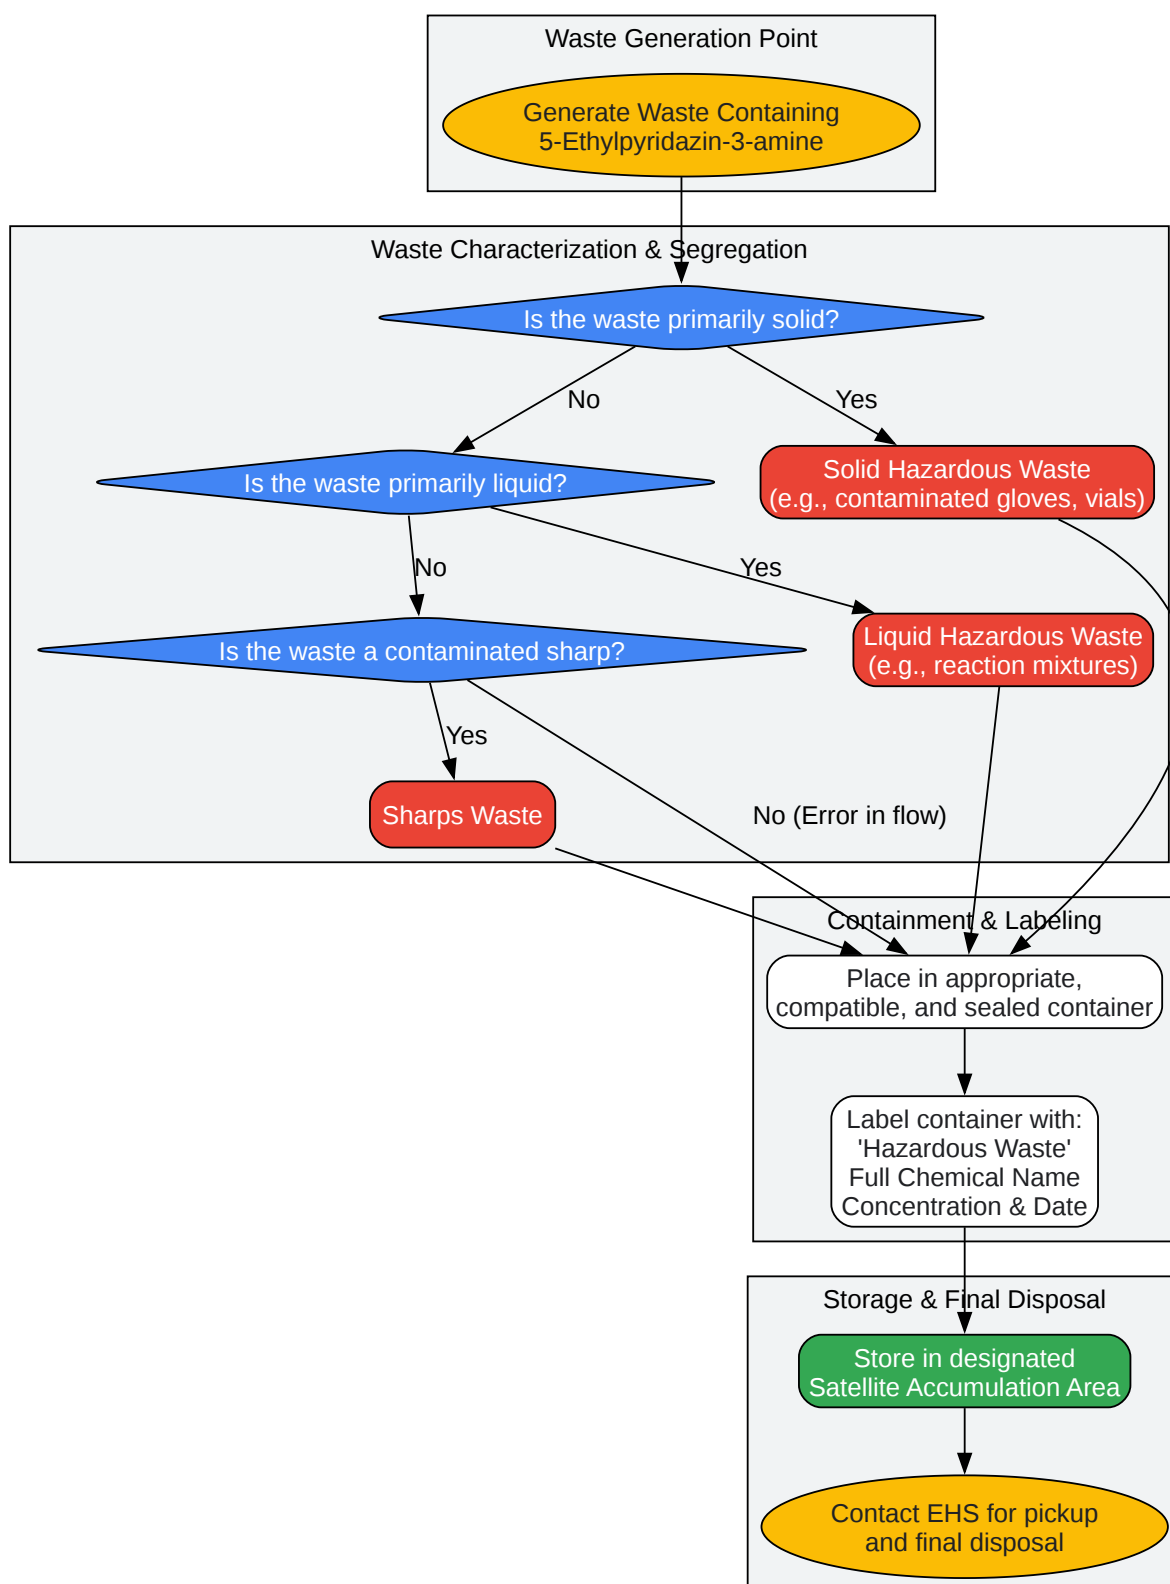 Waste Generation Point
Generate Waste Containing
5-Ethylpyridazin-3-amine
Waste Characterization & Segregation
Is the waste primarily solid?
No
Yes
Is the waste primarily liquid?
Solid Hazardous Waste
(e.g., contaminated gloves, vials)
No
Yes
Is the waste a contaminated sharp?
Liquid Hazardous Waste
(e.g., reaction mixtures)
Yes
Sharps Waste
No (Error in flow)
Containment & Labeling
Place in appropriate,
compatible, and sealed container
Label container with:
'Hazardous Waste'
Full Chemical Name
Concentration & Date
Storage & Final Disposal
Store in designated
Satellite Accumulation Area
Contact EHS for pickup
and final disposal